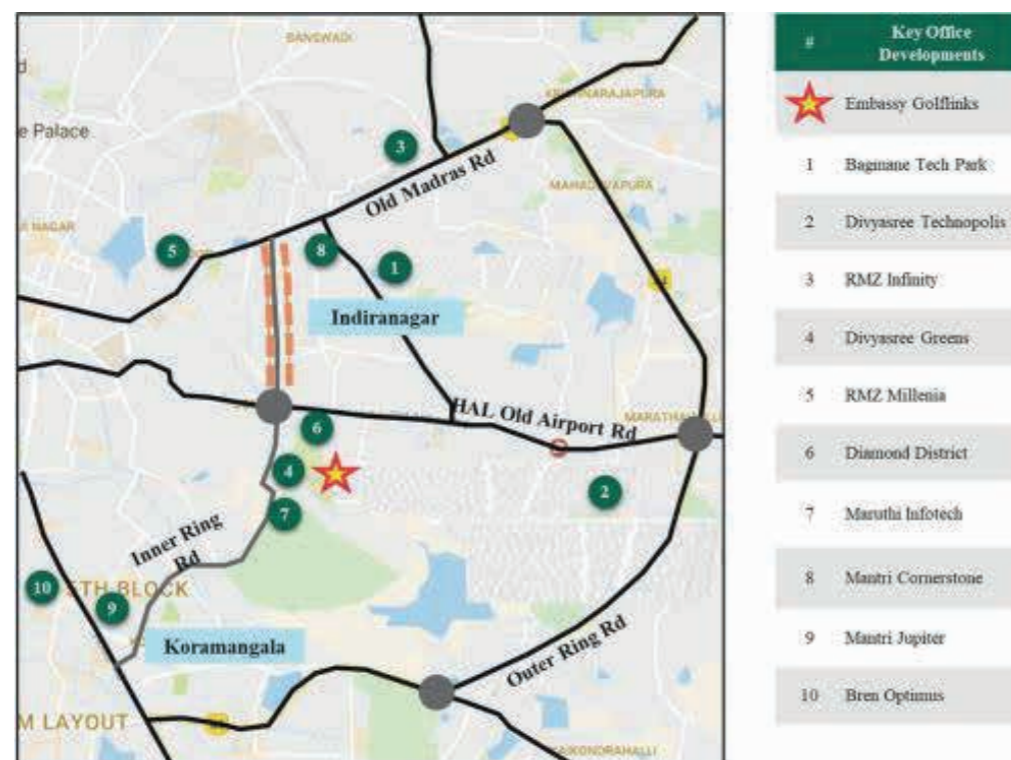 BANSWADI
d
e Palace
KRISHNARAJAPURA
3
Old Madras Rd
MAHADEVAPURA
NAGAR
5
8
1
Indiranagar
HAL Old Airport Rd
6
4
2
7
Inner Ring
Rd
10
5TH BLOCK
9
Koramangala
Outer Ring Rd
M LAYOUT
KAIKONDRAHALLI
# Key Office
Developments
Embassy Golflinks
1 Bagmane Tech Park
2 Divyasree Technopolis
3 RMZ Infinity
4 Divyasree Greens
5 RMZ Millenia
6 Diamond District
7 Maruthi Infotech
8 Mantri Cornerstone
9 Mantri Jupiter
10 Bren Optimus